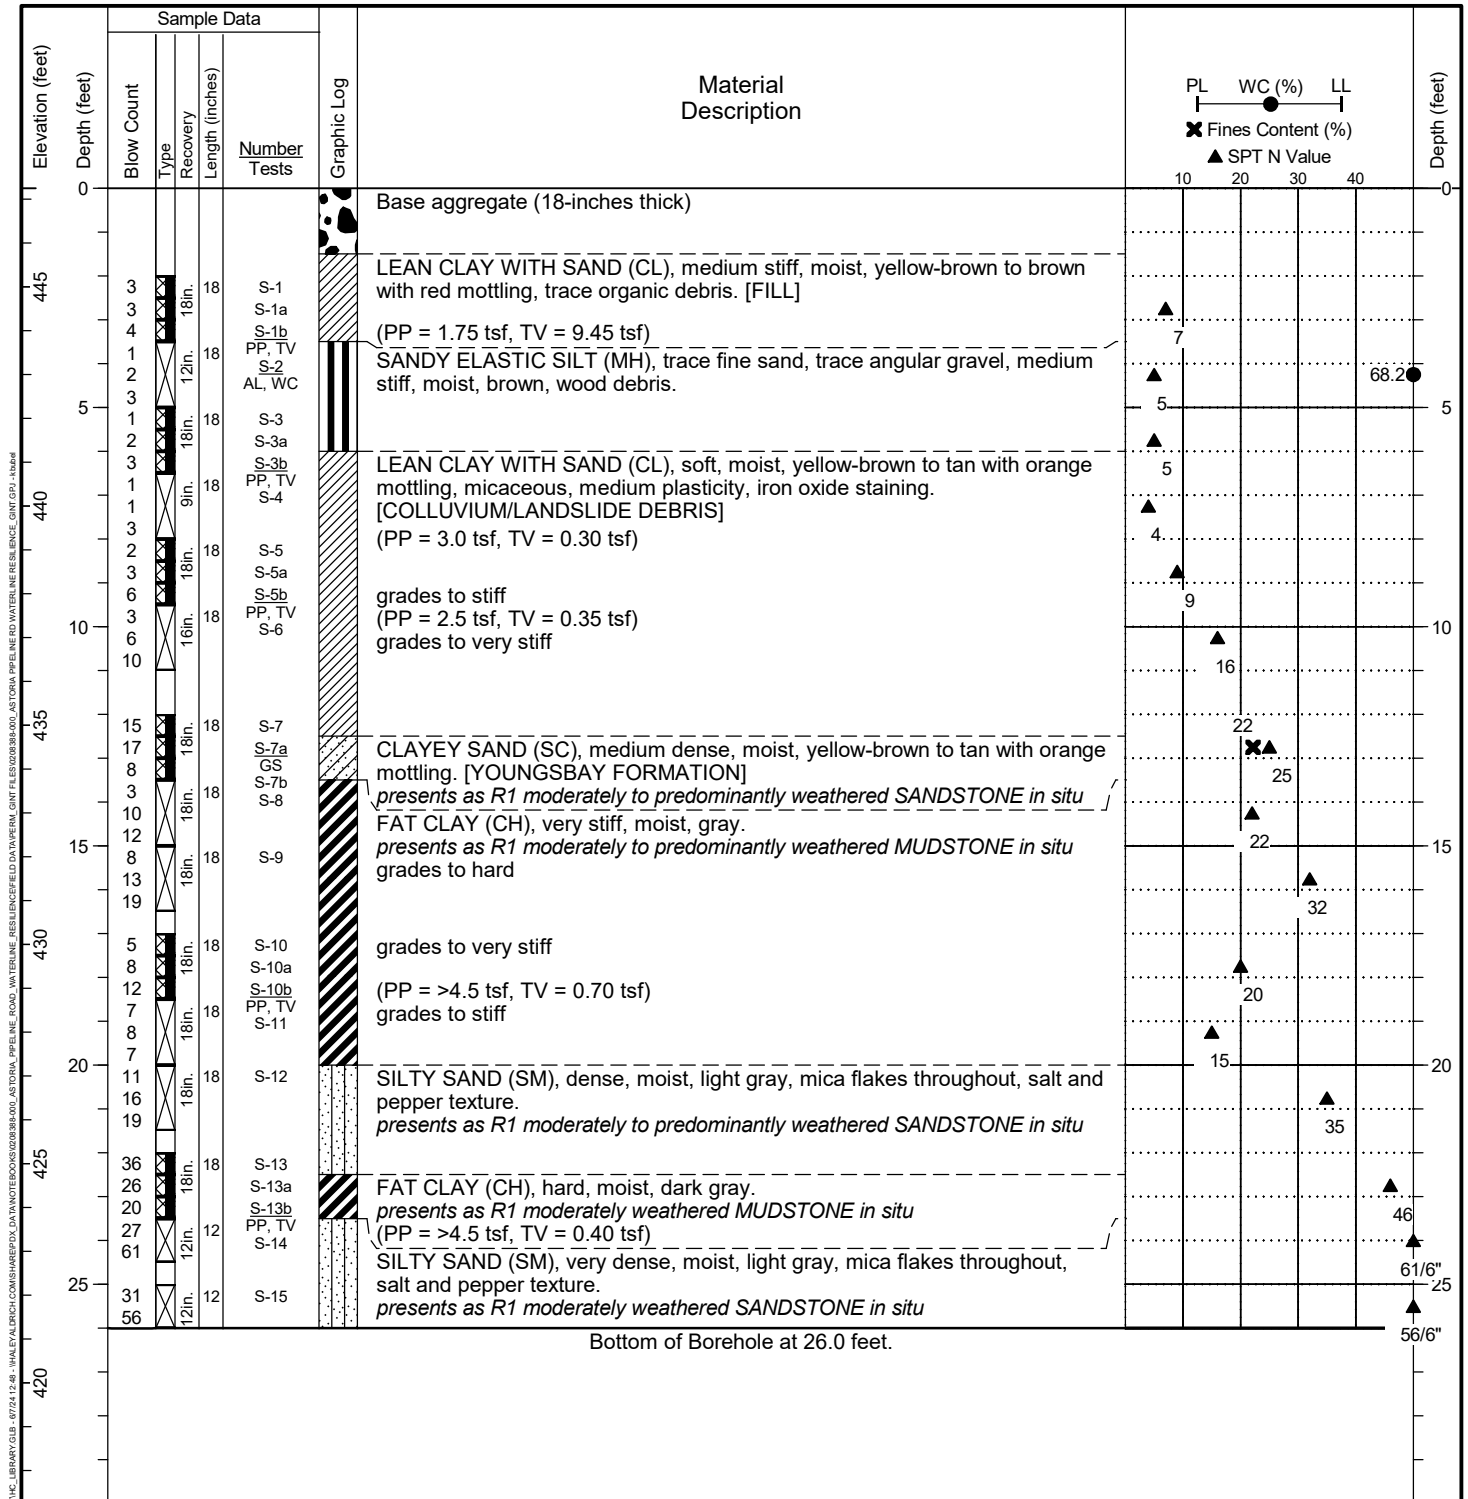 Sample Data
Elevation (feet)
Depth (feet)
Blow Count
Type
Recovery
Length (inches)
Number
Tests
Graphic Log
Material
Description
PL WC (%) LL
Fines Content (%)
SPT N Value
10 20 30 40
Depth (feet)
0 0
Base aggregate (18-inches thick)
LEAN CLAY WITH SAND (CL), medium stiff, moist, yellow-brown to brown
with red mottling, trace organic debris. [FILL]
(PP = 1.75 tsf, TV = 9.45 tsf)
445
3 18in. 18 S-1
3 S-1a
4 S-1b
PP, TV
7
SANDY ELASTIC SILT (MH), trace fine sand, trace angular gravel, medium
stiff, moist, brown, wood debris.
1 12in. 18
2 S-2
3 AL, WC
68.2
5
5 5
1 18in. 18 S-3
2 S-3a
3 S-3b
PP, TV
5
LEAN CLAY WITH SAND (CL), soft, moist, yellow-brown to tan with orange
mottling, micaceous, medium plasticity, iron oxide staining.
[COLLUVIUM/LANDSLIDE DEBRIS]
(PP = 3.0 tsf, TV = 0.30 tsf)
440
1 9in. 18
1 S-4
3
4
2 18in. 18 S-5
3 S-5a
6 S-5b
PP, TV
9
grades to stiff
(PP = 2.5 tsf, TV = 0.35 tsf)
grades to very stiff
10 10
3 16in. 18
6 S-6
10
16
435
15 18in. 18 S-7
17 S-7a
GS
8 S-7b
22
25
CLAYEY SAND (SC), medium dense, moist, yellow-brown to tan with orange
mottling. [YOUNGSBAY FORMATION]
presents as R1 moderately to predominantly weathered SANDSTONE in situ
3 18in. 18 S-8
10
12
22
FAT CLAY (CH), very stiff, moist, gray.
presents as R1 moderately to predominantly weathered MUDSTONE in situ
grades to hard
15 15
8 18in. 18 S-9
13
19
32
430
5 18in. 18 S-10
8 S-10a
12 S-10b
PP, TV
20
grades to very stiff
(PP = >4.5 tsf, TV = 0.70 tsf)
grades to stiff
7 18in. 18
8 S-11
7
15
20 20
11 18in. 18 S-12
16
19
35
SILTY SAND (SM), dense, moist, light gray, mica flakes throughout, salt and
pepper texture.
presents as R1 moderately to predominantly weathered SANDSTONE in situ
425
36 18in. 18 S-13
26 S-13a
20 S-13b
PP, TV
46
FAT CLAY (CH), hard, moist, dark gray.
presents as R1 moderately weathered MUDSTONE in situ
(PP = >4.5 tsf, TV = 0.40 tsf)
27 12in. 12
61 S-14
61/6"
SILTY SAND (SM), very dense, moist, light gray, mica flakes throughout,
salt and pepper texture.
presents as R1 moderately weathered SANDSTONE in situ
25 25
31 12in. 12 S-15
56
56/6"
Bottom of Borehole at 26.0 feet.
420